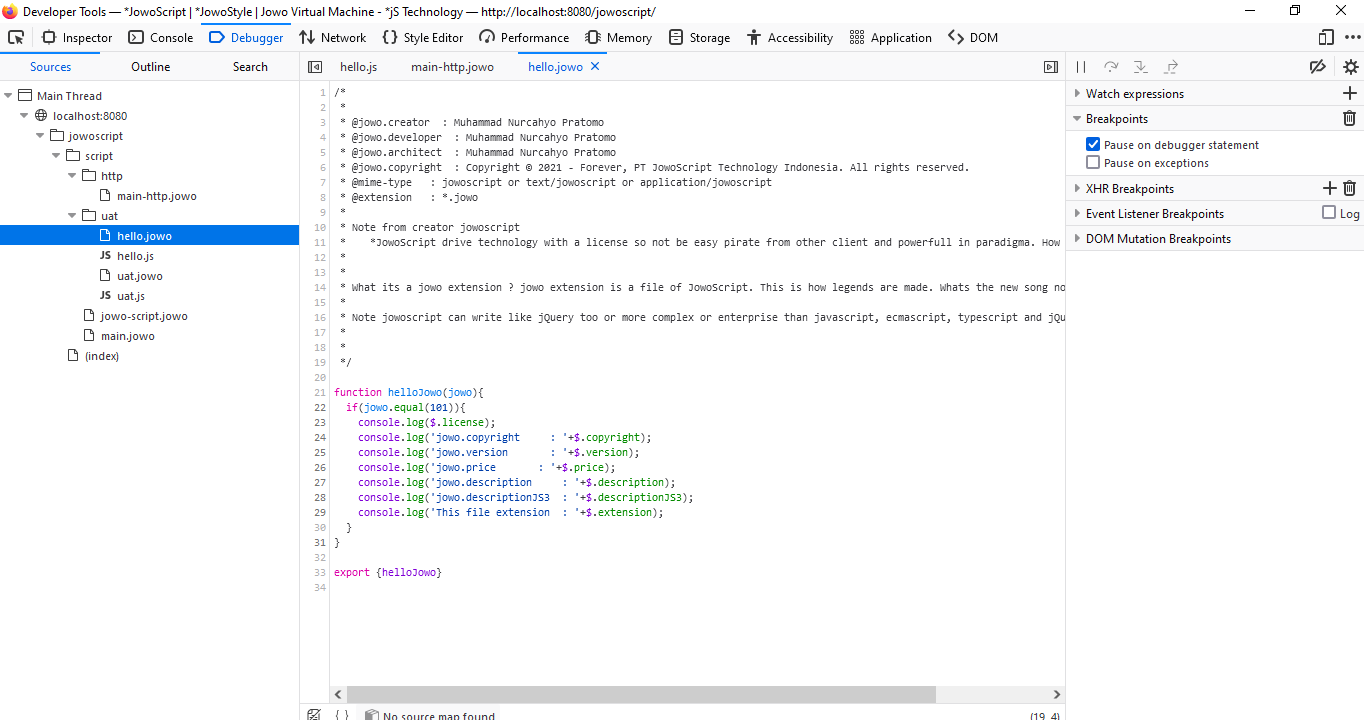 Developer Tools — *JowoScript | *JowoStyle | Jowo Virtual Machine - *jS Technology — http://localhost:8080/jowoscript/
Inspector Console Debugger Network Style Editor Performance Memory Storage Accessibility Application DOM
Sources Outline Search
hello.js main-http.jowo hello.jowo
Main Thread
localhost:8080
jowoscript
script
http
main-http.jowo
uat
hello.jowo
JS hello.js
uat.jowo
JS uat.js
jowo-script.jowo
main.jowo
(index)
1 /*
2 *
3 * @jowo.creator : Muhammad Nurcahyo Pratomo
4 * @jowo.developer : Muhammad Nurcahyo Pratomo
5 * @jowo.architect : Muhammad Nurcahyo Pratomo
6 * @jowo.copyright : Copyright © 2021 - Forever, PT JowoScript Technology Indonesia. All rights reserved.
7 * @mime-type : jowoscript or text/jowoscript or application/jowoscript
8 * @extension : *.jowo
9 *
10 * Note from creator jowoscript
11 * *JowoScript drive technology with a license so not be easy pirate from other client and powerfull in paradigma. How
12 *
13 *
14 * What its a jowo extension ? jowo extension is a file of JowoScript. This is how legends are made. Whats the new song no
15 *
16 * Note jowoscript can write like jQuery too or more complex or enterprise than javascript, ecmascript, typescript and jQu
17 *
18 *
19 */
20
21 function helloJowo(jowo){
22 if(jowo.equal(101)){
23 console.log($.license);
24 console.log('jowo.copyright : '+$.copyright);
25 console.log('jowo.version : '+$.version);
26 console.log('jowo.price : '+$.price);
27 console.log('jowo.description : '+$.description);
28 console.log('jowo.descriptionJS3 : '+$.descriptionJS3);
29 console.log('This file extension : '+$.extension);
30 }
31 }
32
33 export {helloJowo}
34
No source map found
(19, 4)
Watch expressions
Breakpoints
Pause on debugger statement
Pause on exceptions
XHR Breakpoints
Event Listener Breakpoints Log
DOM Mutation Breakpoints